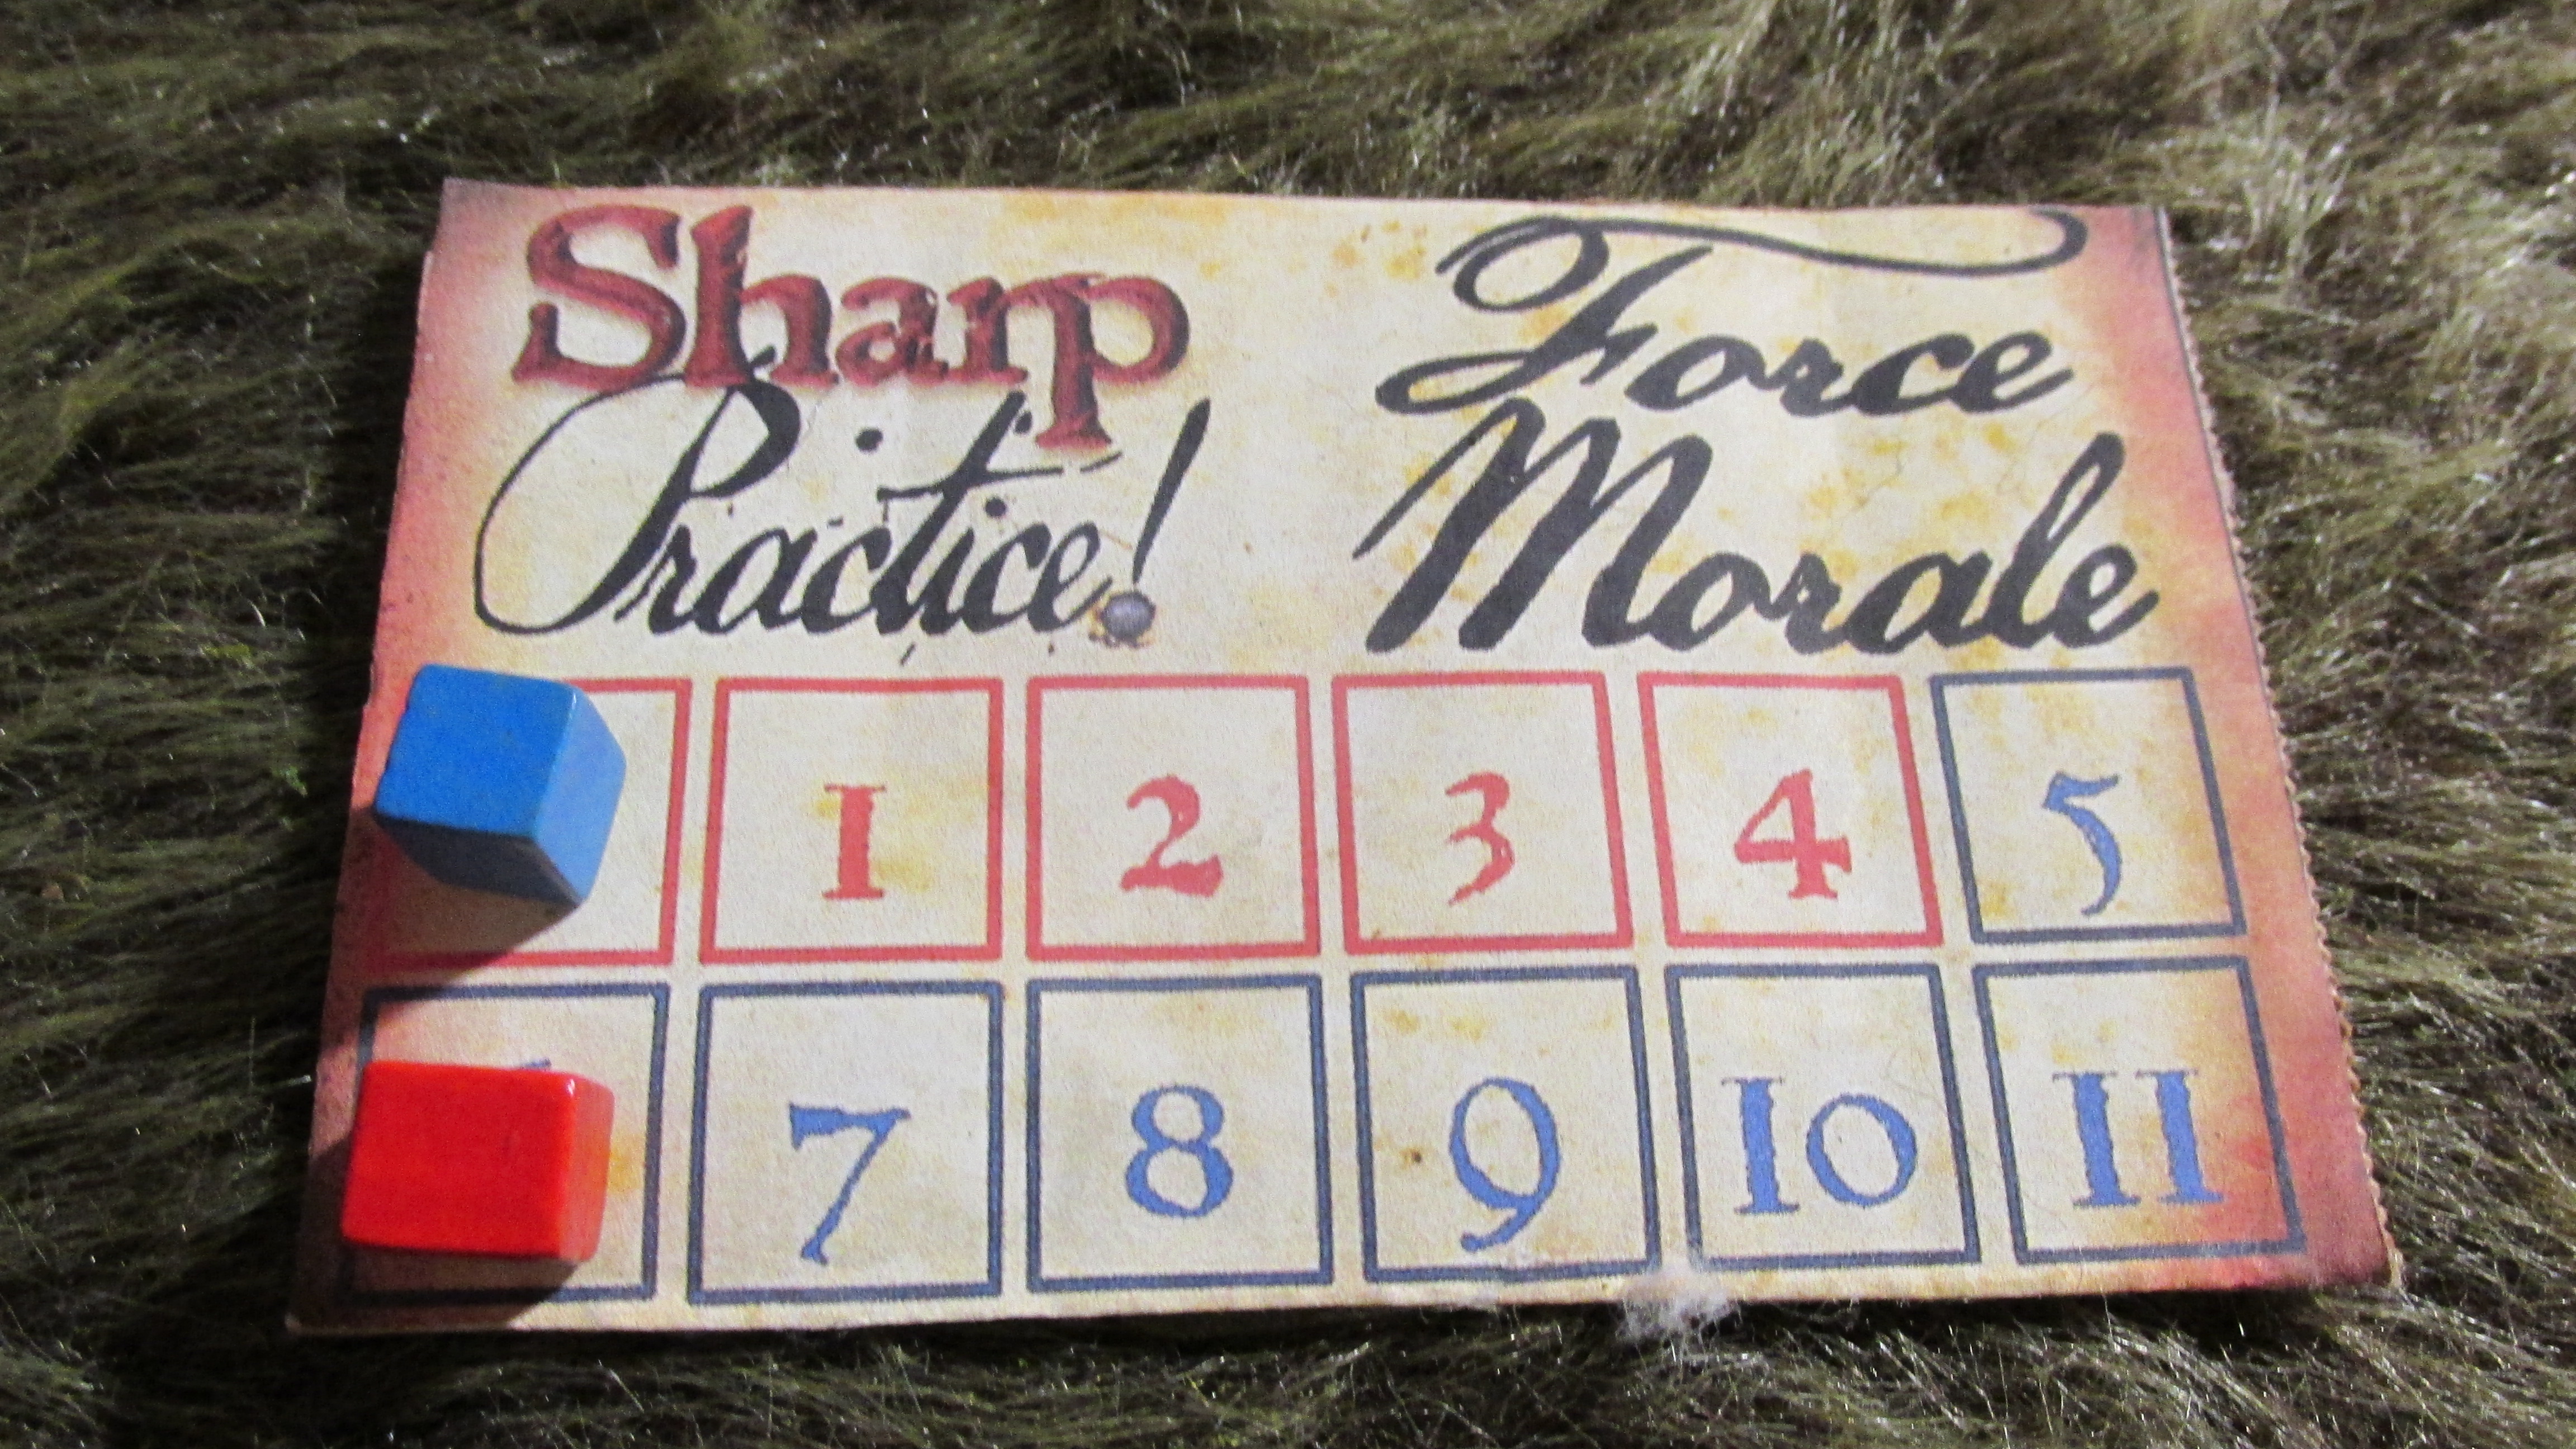 Sharp
Practice!
Force
Morale
1 2 3 4 5
7 8 9 10 11